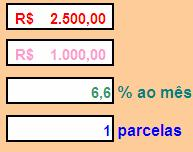 R$ 2.500,00
R$ 1.000,00
6,6 % ao mês
1 parcelas